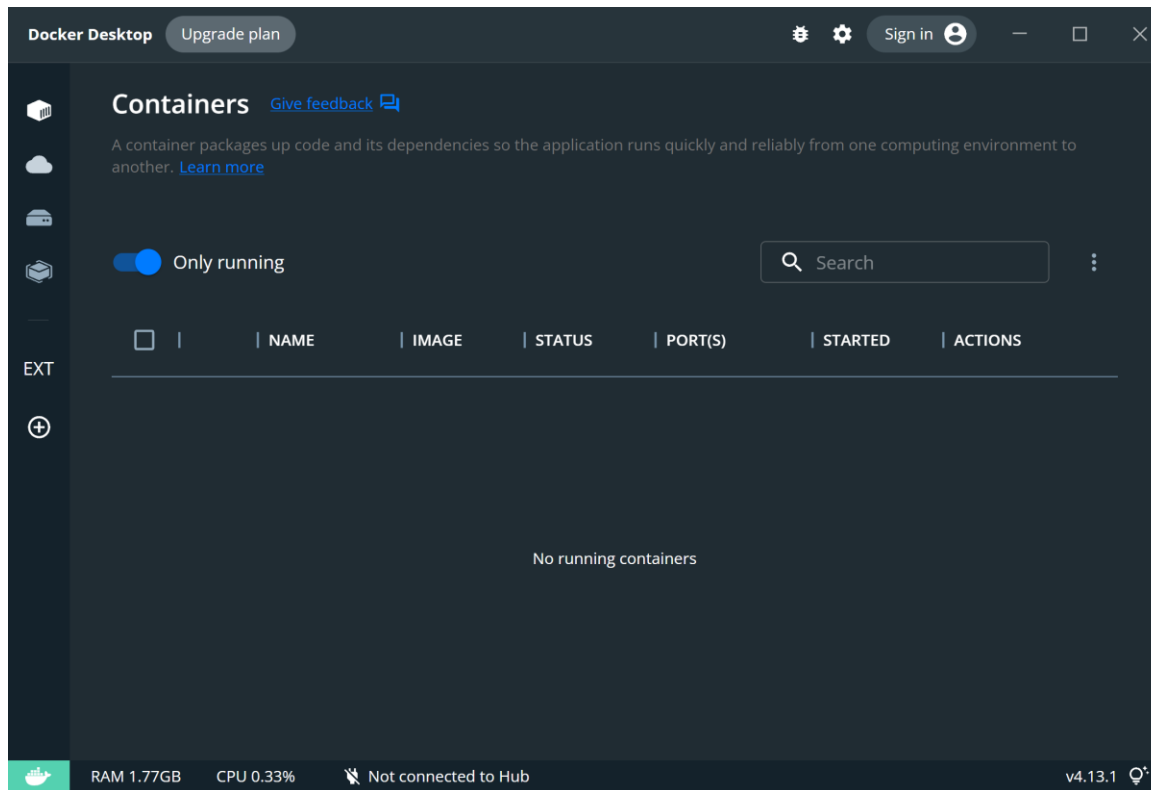 Docker Desktop Upgrade plan Sign in
Containers Give feedback
A container packages up code and its dependencies so the application runs quickly and reliably from one computing environment to
another. Learn more
Only running Search
NAME IMAGE STATUS PORT(S) STARTED ACTIONS
EXT
No running containers
RAM 1.77GB CPU 0.33% Not connected to Hub v4.13.1